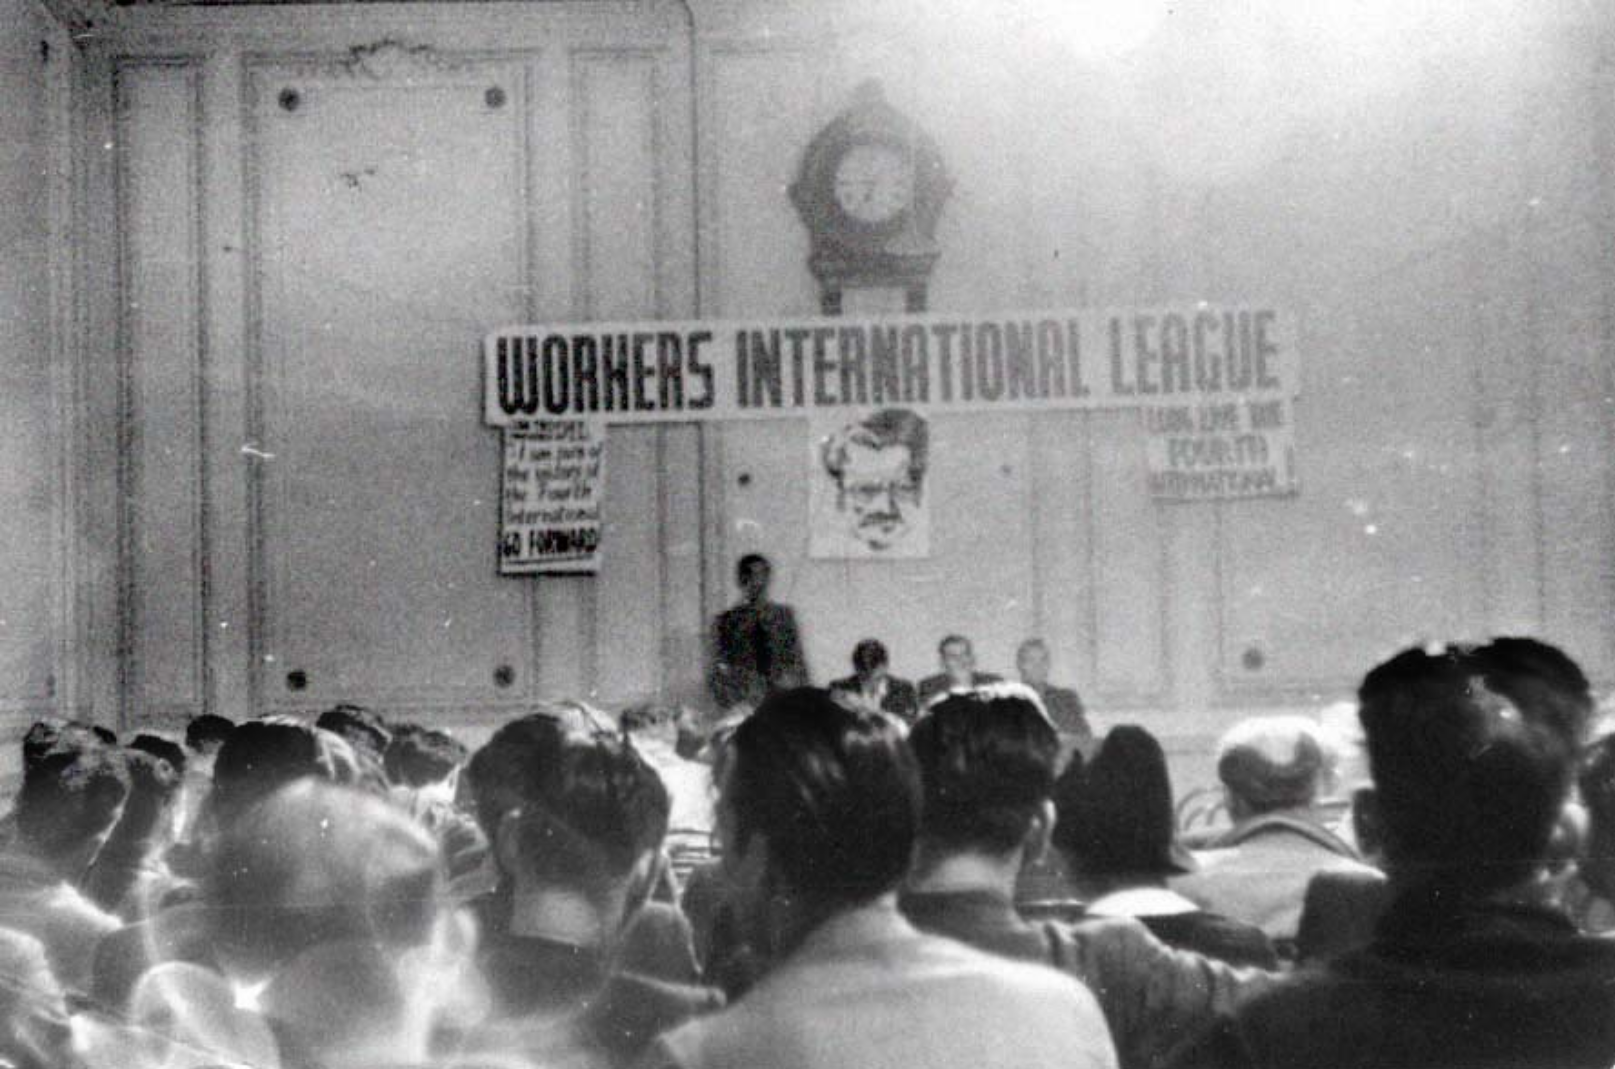 WORKERS INTERNATIONAL LEAGUE
- I am sure of
the victory of
the Fourth
International
GO FORWARD
LONG LIVE THE
FOURTH
INTERNATIONAL!